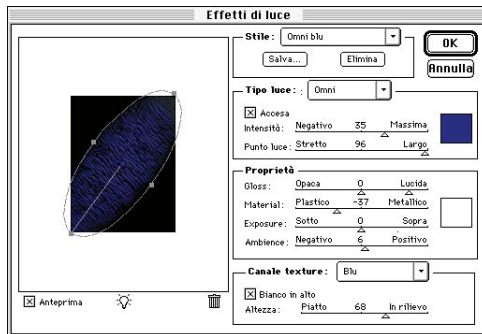 Effetti di luce
Stile: Omni blu
Salva... Elimina
OK
Annulla
Tipo luce: : Omni
Accesa
Intensità: Negativo 35 Massima
Punto luce: Stretto 96 Largo
Proprietà
Gloss: Opaca 0 Lucida
Material: Plastico -37 Metallico
Exposure: Sotto 0 Sopra
Ambience: Negativo 6 Positivo
Canale texture: Blu
Bianco in alto
Altezza: Piatto 68 In rilievo
Anteprima